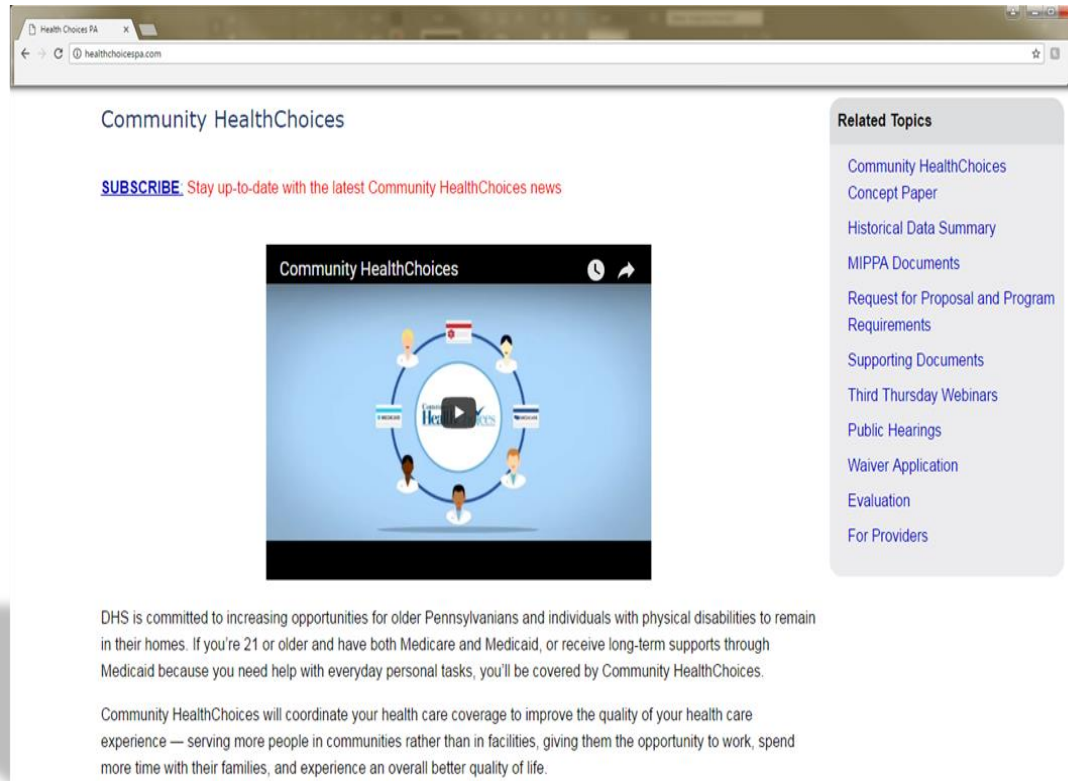 Health Choices PA
healthchoicespa.com
Community HealthChoices
SUBSCRIBE: Stay up-to-date with the latest Community HealthChoices news
Community HealthChoices
MEDICARE
DHS is committed to increasing opportunities for older Pennsylvanians and individuals with physical disabilities to remain
in their homes. If you're 21 or older and have both Medicare and Medicaid, or receive long-term supports through
Medicaid because you need help with everyday personal tasks, you'll be covered by Community HealthChoices.
Community HealthChoices will coordinate your health care coverage to improve the quality of your health care
experience — serving more people in communities rather than in facilities, giving them the opportunity to work, spend
more time with their families, and experience an overall better quality of life.
Related Topics
Community HealthChoices
Concept Paper
Historical Data Summary
MIPPA Documents
Request for Proposal and Program
Requirements
Supporting Documents
Third Thursday Webinars
Public Hearings
Waiver Application
Evaluation
For Providers